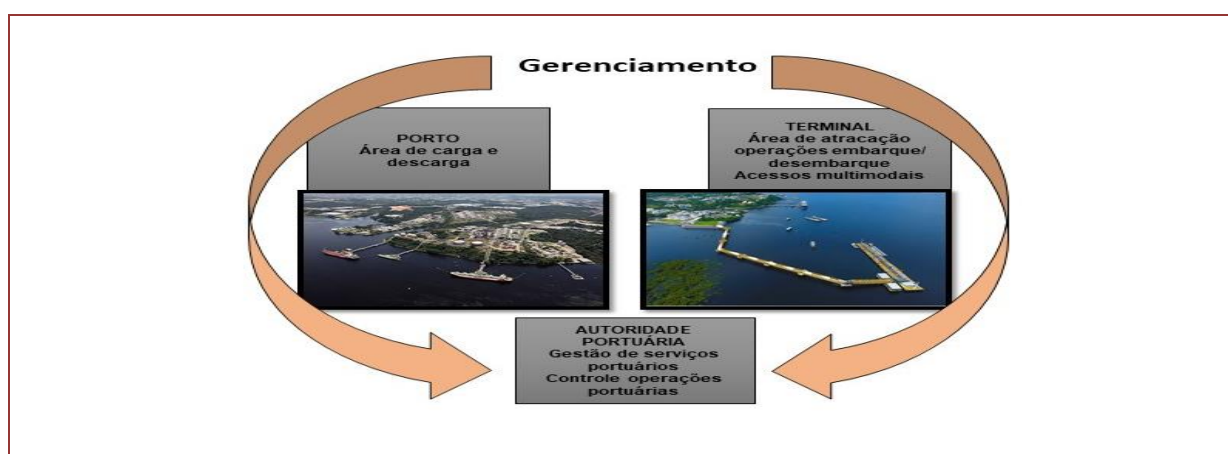 Gerenciamento
PORTO
Área de carga e
descarga
TERMINAL
Área de atracação
operações embarque/
desembarque
Acessos multimodais
AUTORIDADE
PORTUÁRIA
Gestão de serviços
portuários
Controle operações
portuárias